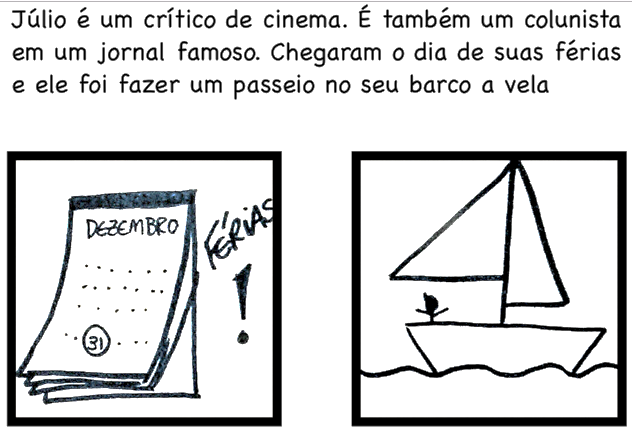 Júlio é um crítico de cinema. É também um colunista
em um jornal famoso. Chegaram o dia de suas férias
e ele foi fazer um passeio no seu barco a vela
DEZEMBRO
FÉRIAS
!
31